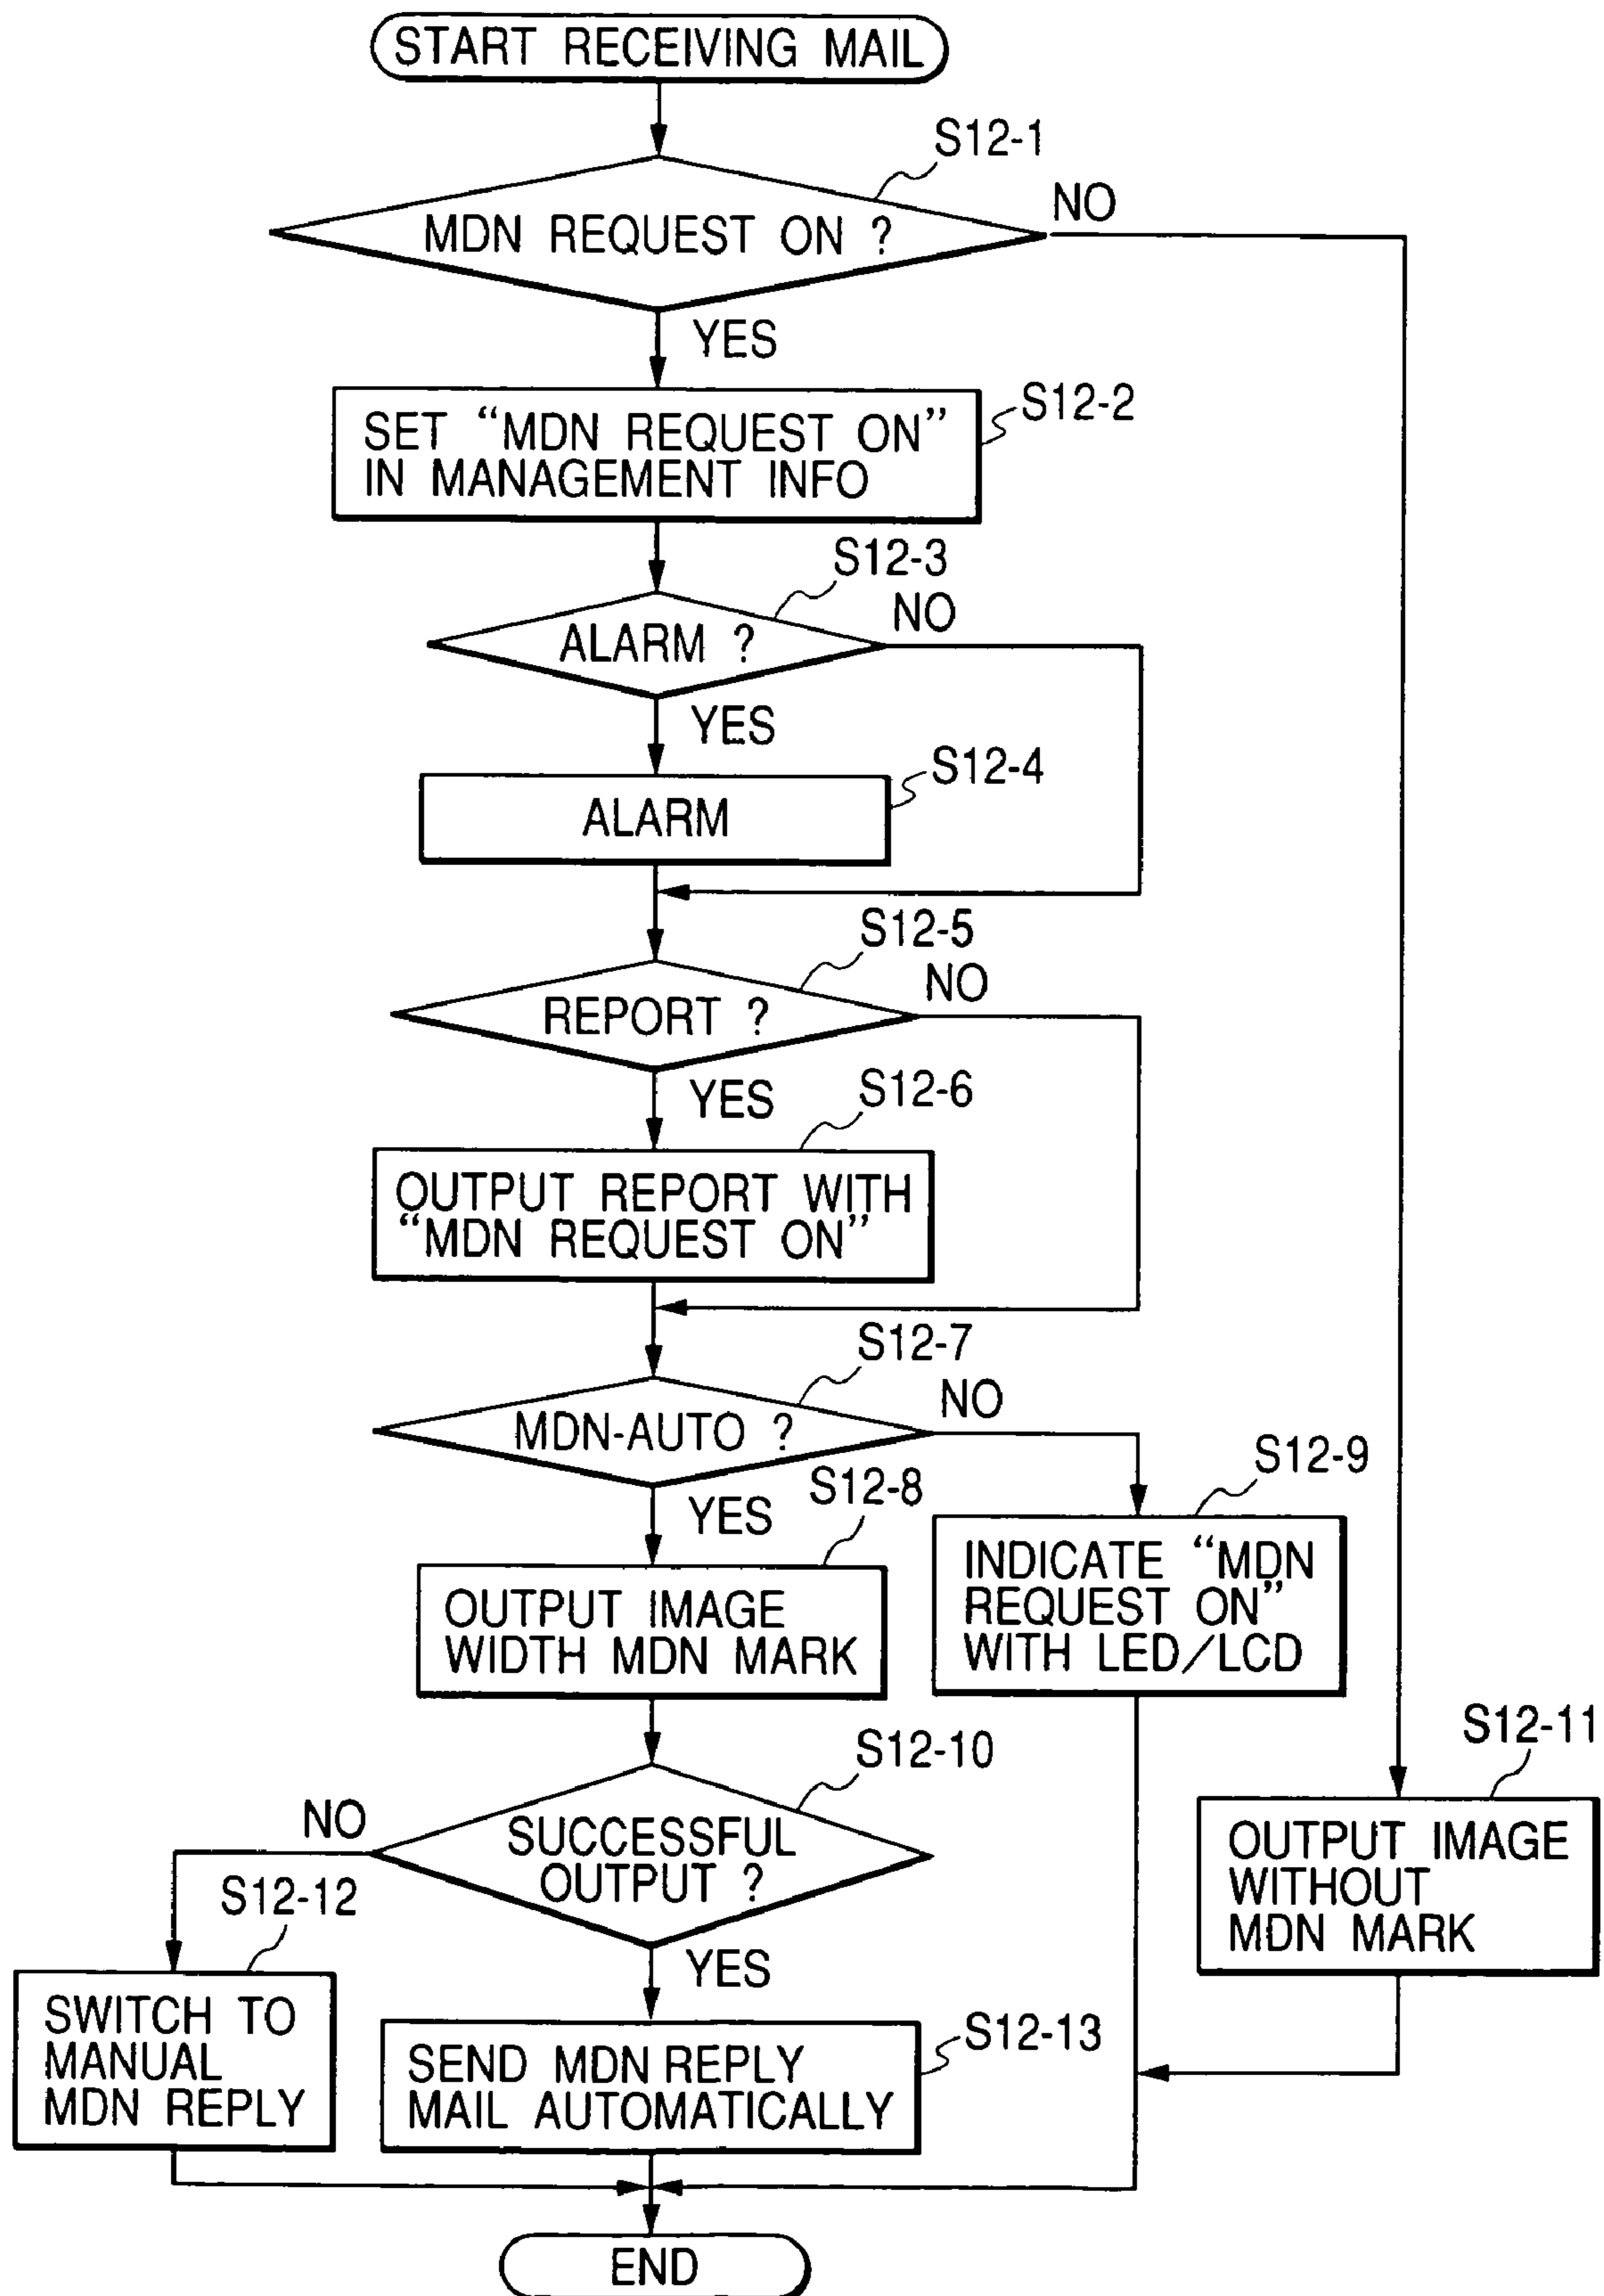 START RECEIVING MAIL
S12-1
MDN REQUEST ON ?
NO
YES
S12-2
SET “MDN REQUEST ON”
IN MANAGEMENT INFO
S12-3
ALARM ?
NO
YES
S12-4
ALARM
S12-5
REPORT ?
NO
YES
S12-6
OUTPUT REPORT WITH
“MDN REQUEST ON”
S12-7
MDN-AUTO ?
NO
YES
S12-8
OUTPUT IMAGE
WIDTH MDN MARK
S12-9
INDICATE “MDN
REQUEST ON”
WITH LED/LCD
S12-10
SUCCESSFUL
OUTPUT ?
NO
YES
S12-11
OUTPUT IMAGE
WITHOUT
MDN MARK
S12-12
SWITCH TO
MANUAL
MDN REPLY
S12-13
SEND MDN REPLY
MAIL AUTOMATICALLY
END